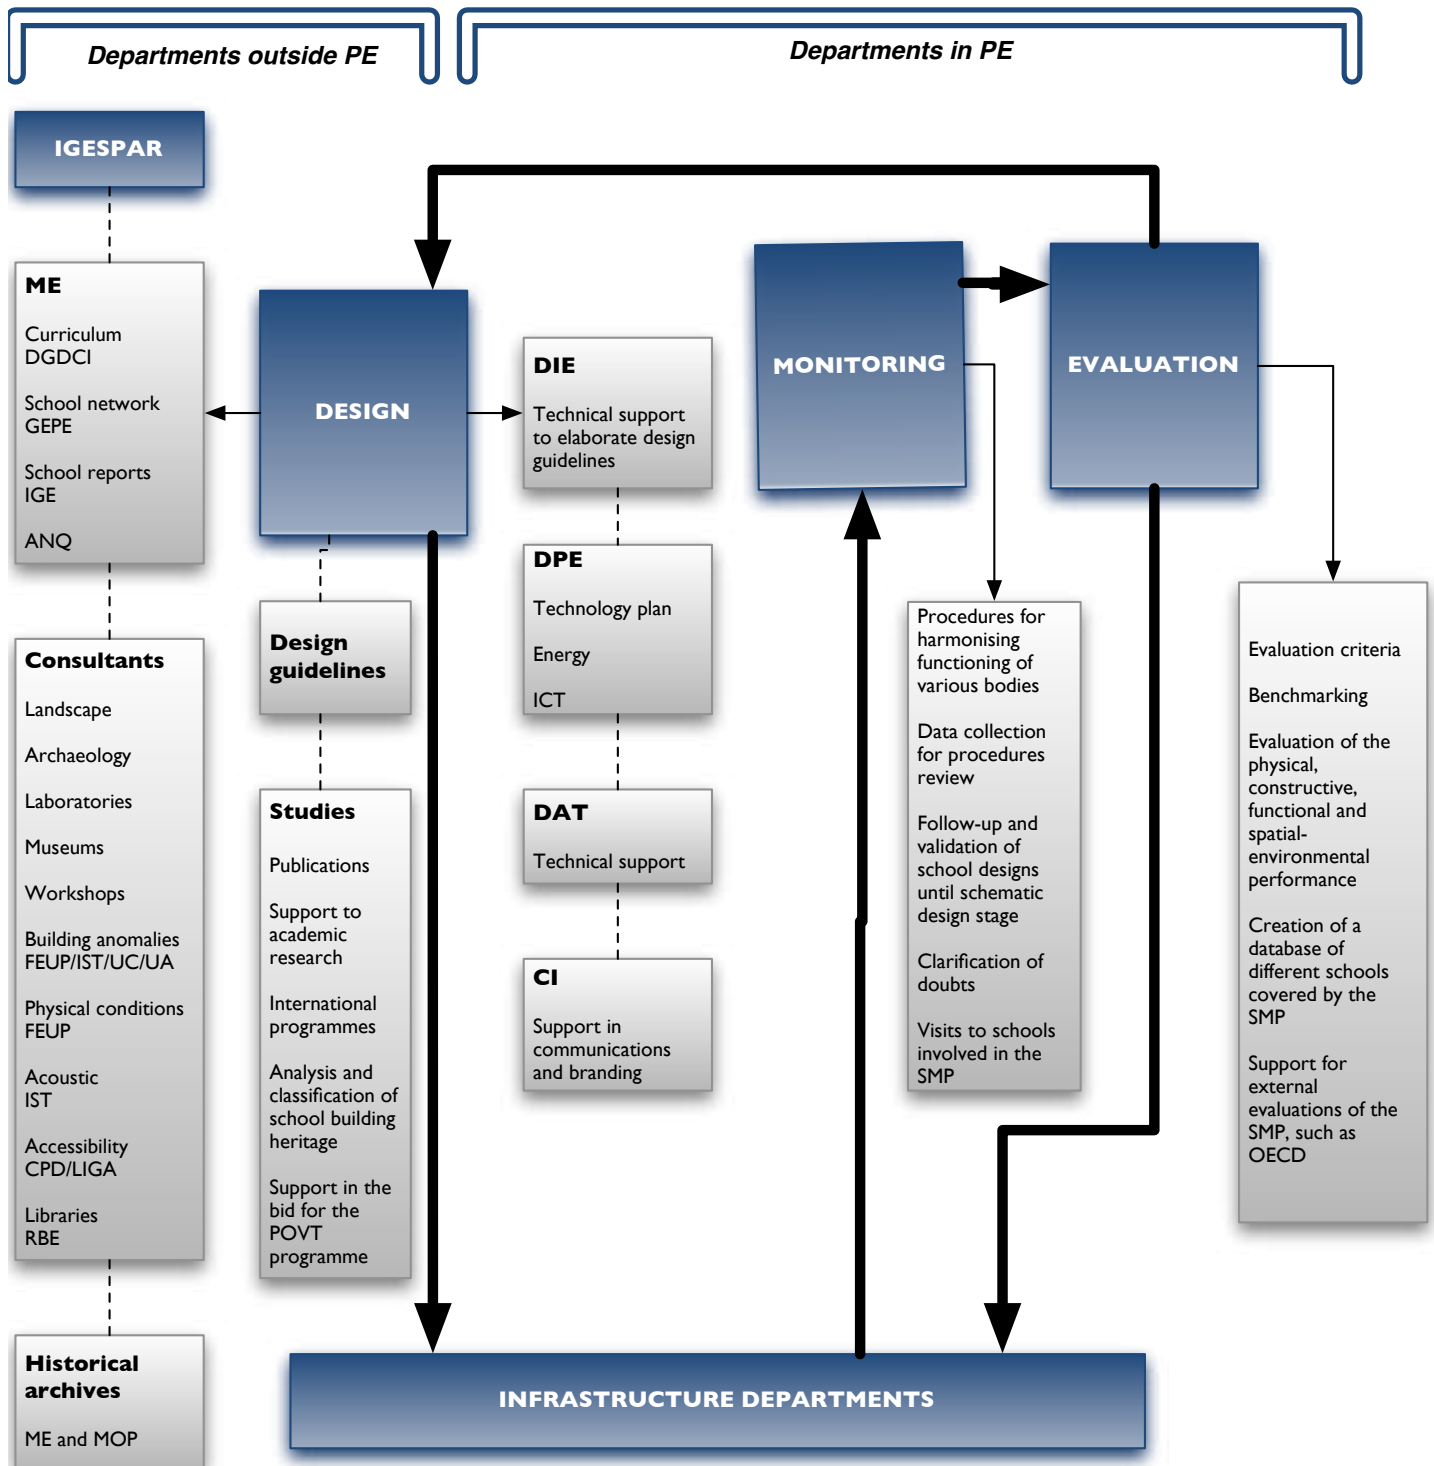 Departments outside PE
Departments in PE
IGESPAR
ME
Curriculum
DGDCI
School network
GEPE
School reports
IGE
ANQ
Consultants
Landscape
Archaeology
Laboratories
Museums
Workshops
Building anomalies
FEUP/IST/UC/UA
Physical conditions
FEUP
Acoustic
IST
Accessibility
CPD/LIGA
Libraries
RBE
Historical
archives
ME and MOP
DESIGN
Design
guidelines
Studies
Publications
Support to
academic
research
International
programmes
Analysis and
classification of
school building
heritage
Support in the
bid for the
POVT
programme
DIE
Technical support
to elaborate design
guidelines
DPE
Technology plan
Energy
ICT
DAT
Technical support
CI
Support in
communications
and branding
MONITORING
Procedures for
harmonising
functioning of
various bodies
Data collection
for procedures
review
Follow-up and
validation of
school designs
until schematic
design stage
Clarification of
doubts
Visits to schools
involved in the
SMP
EVALUATION
Evaluation criteria
Benchmarking
Evaluation of the
physical,
constructive,
functional and
spatial-
environmental
performance
Creation of a
database of
different schools
covered by the
SMP
Support for
external
evaluations of the
SMP, such as
OECD
INFRASTRUCTURE DEPARTMENTS